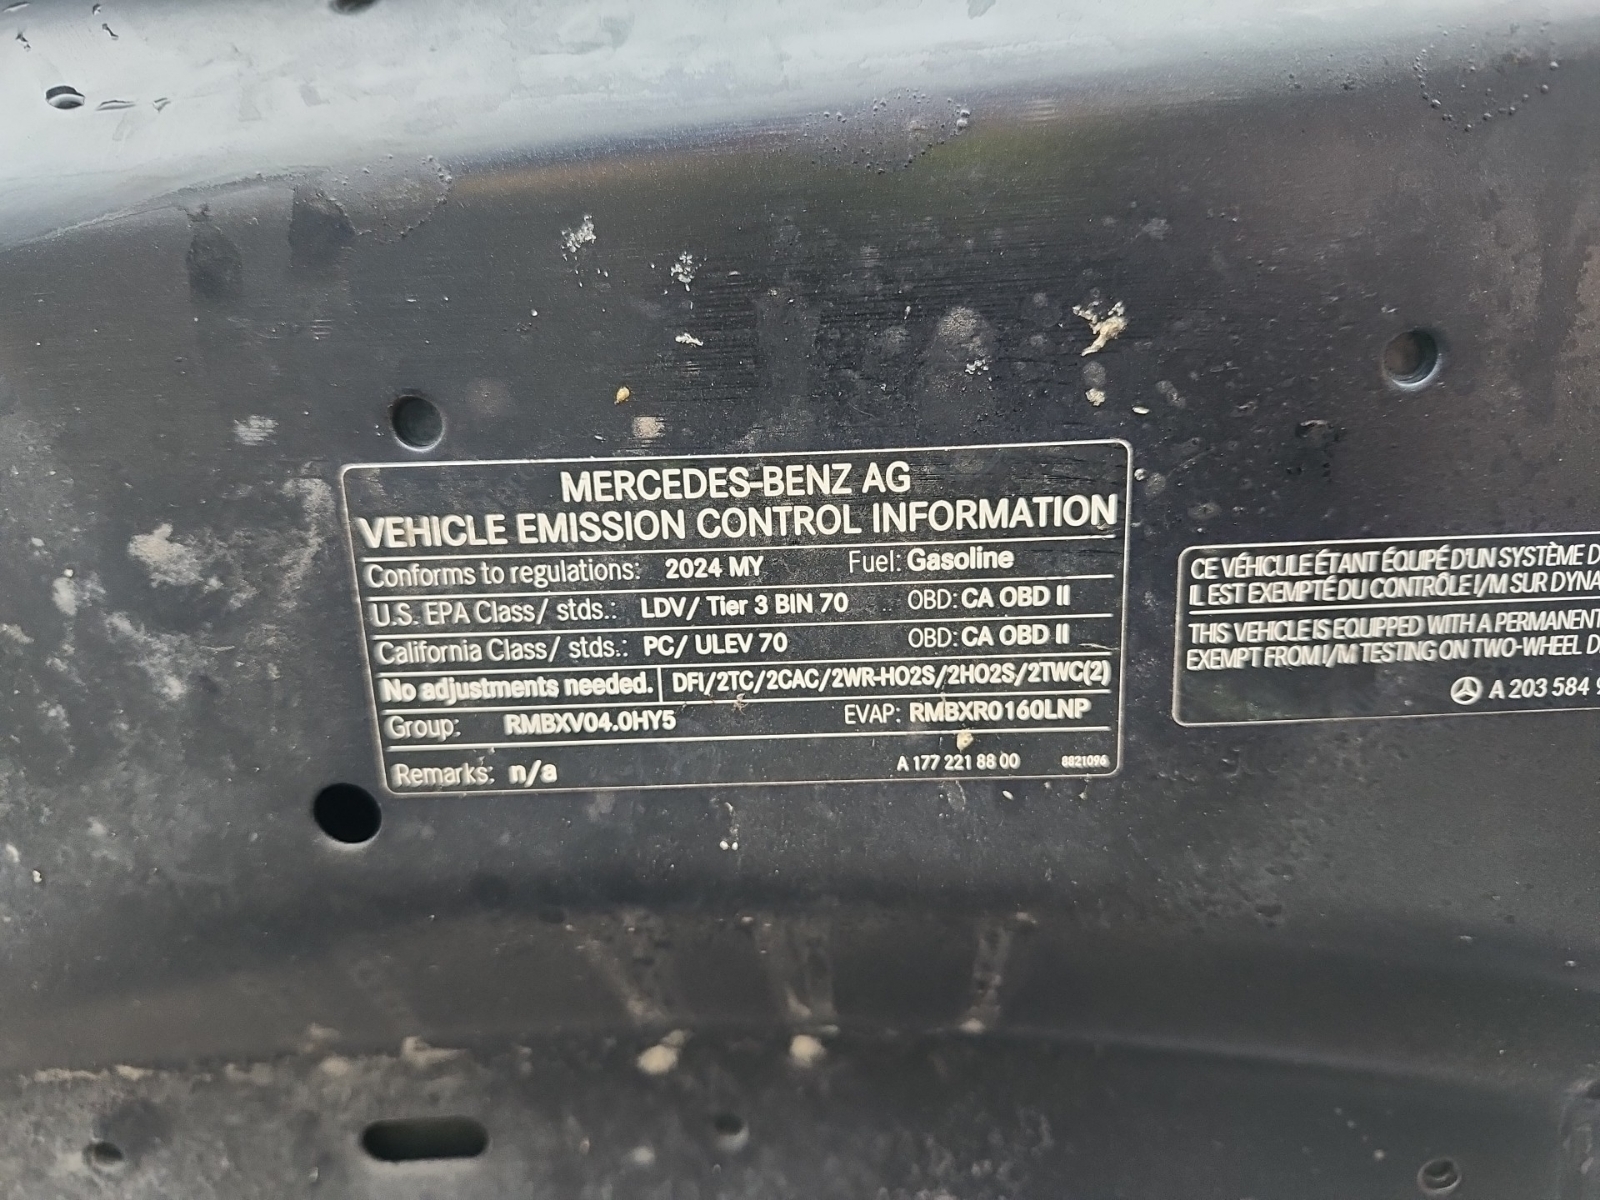 MERCEDES-BENZ AG
VEHICLE EMISSION CONTROL INFORMATION
Conforms to regulations: 2024 MY Fuel: Gasoline
U.S. EPA Class/ stds.: LDV/ Tier 3 BIN 70 OBD: CA OBD II
California Class/ stds.: PC/ ULEV 70 OBD: CA OBD II
No adjustments needed. DFI/2TC/2CAC/2WR-HO2S/2HO2S/2TWC(2)
Group: RMBXV04.0HY5 EVAP: RMBXR0160LNP
Remarks: n/a A 177 221 88 00 8821096
CE VÉHICULE ÉTANT ÉQUIPÉ D'UN SYSTÈME D
IL EST EXEMPTÉ DU CONTRÔLE I/M SUR DYNA
THIS VEHICLE IS EQUIPPED WITH A PERMANENT
EXEMPT FROM I/M TESTING ON TWO-WHEEL D
A 203 584 9